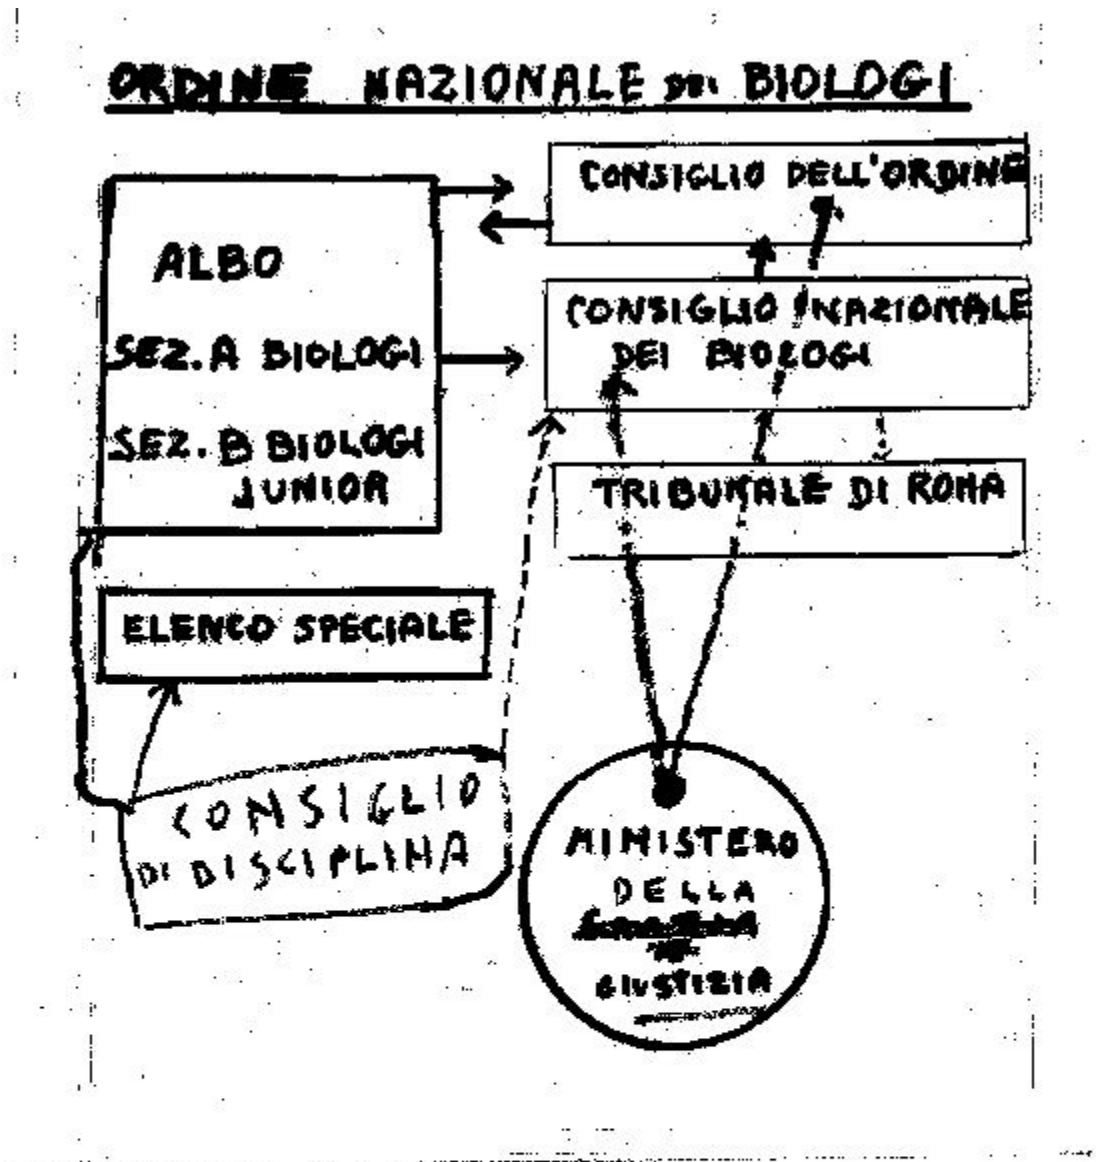 ORDINE NAZIONALE DEI BIOLOGI
CONSIGLIO DELL'ORDINE
ALBO
SEZ. A BIOLOGI
SEZ. B BIOLOGI
JUNIOR
CONSIGLIO NAZIONALE
DEI BIOLOGI
TRIBUNALE DI ROMA
ELENCO SPECIALE
CONSIGLIO
DI DISCIPLINA
MINISTERO
DELLA
GIUSTIZIA